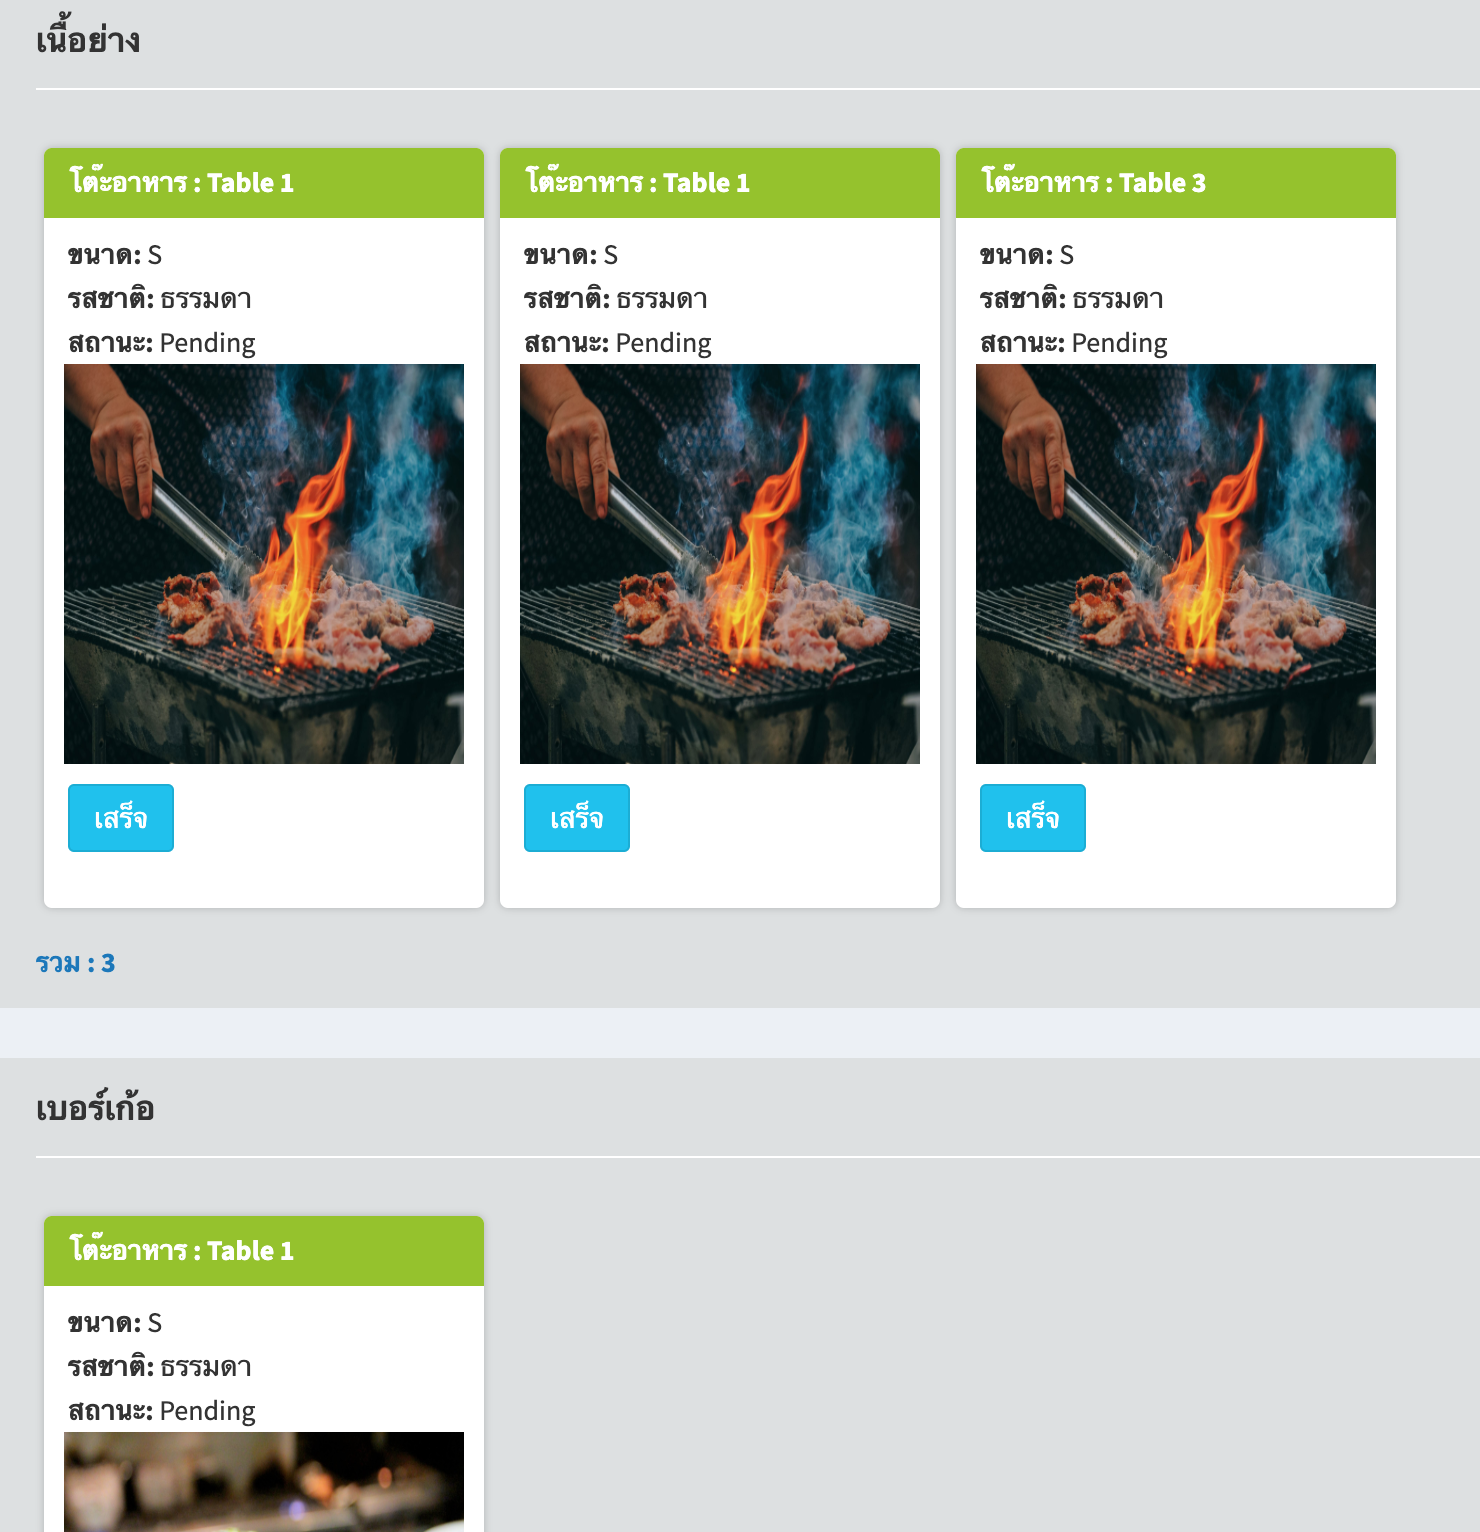 เนื้อย่าง
โต๊ะอาหาร : Table 1
ขนาด: S
รสชาติ: ธรรมดา
สถานะ: Pending
เสร็จ
โต๊ะอาหาร : Table 1
ขนาด: S
รสชาติ: ธรรมดา
สถานะ: Pending
เสร็จ
โต๊ะอาหาร : Table 3
ขนาด: S
รสชาติ: ธรรมดา
สถานะ: Pending
เสร็จ
รวม : 3
เบอร์เก้อ
โต๊ะอาหาร : Table 1
ขนาด: S
รสชาติ: ธรรมดา
สถานะ: Pending